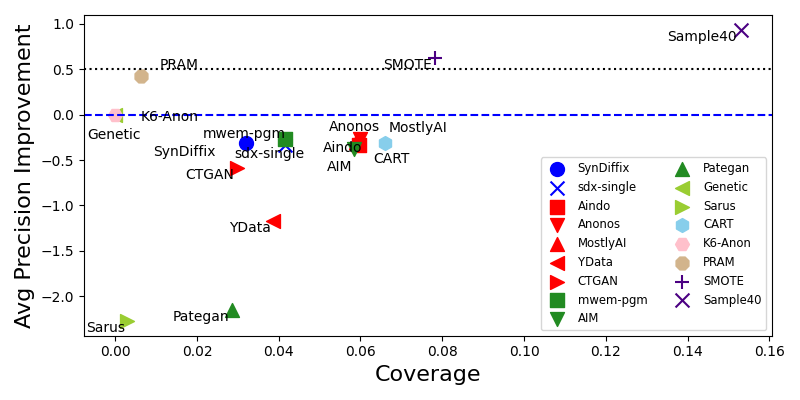 Avg Precision Improvement
1.0
0.5
0.0
−0.5
−1.0
−1.5
−2.0
Sample40
SMOTE
PRAM
K6-Anon
Genetic
mwem-pgm
Anonos
MostlyAI
SynDiffix
sdx-single
Aindo
CART
AIM
CTGAN
YData
Pategan
Sarus
SynDiffix
sdx-single
Aindo
Anonos
MostlyAI
YData
CTGAN
mwem-pgm
AIM
Pategan
Genetic
Sarus
CART
K6-Anon
PRAM
SMOTE
Sample40
0.00 0.02 0.04 0.06 0.08 0.10 0.12 0.14 0.16
Coverage